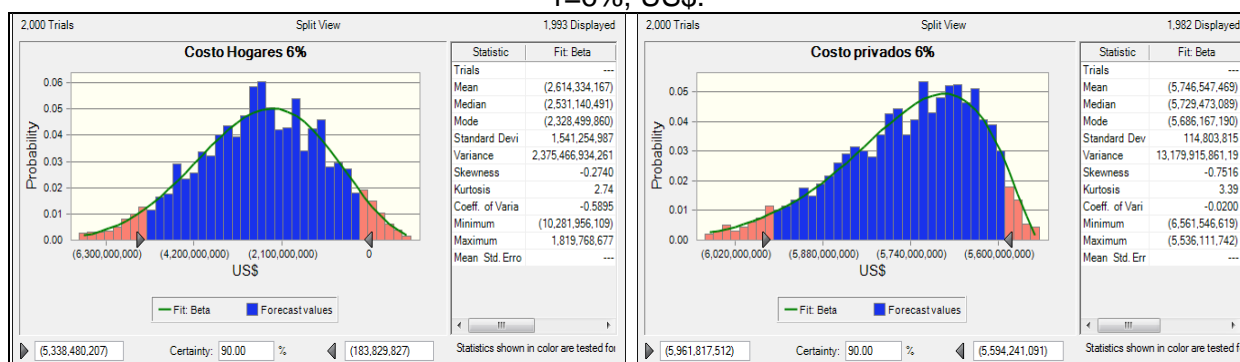 i=6%, US$.
2,000 Trials Split View 1,993 Displayed
Costo Hogares 6%
Probability
0.06
0.05
0.04
0.03
0.02
0.01
0.00
(6,300,000,000) (4,200,000,000) (2,100,000,000) 0
US$
Fit: Beta Forecast values
Statistic Fit: Beta
Trials ---
Mean (2,614,334,167)
Median (2,531,140,491)
Mode (2,328,499,860)
Standard Devi 1,541,254,987
Variance 2,375,466,934,261
Skewness -0.2740
Kurtosis 2.74
Coeff. of Varia -0.5895
Minimum (10,281,956,109)
Maximum 1,819,768,677
Mean Std. Erro ---
(5,338,480,207) Certainty: 90.00 % (183,829,827)
Statistics shown in color are tested for
2,000 Trials Split View 1,982 Displayed
Costo privados 6%
Probability
0.05
0.04
0.03
0.02
0.01
0.00
(6,020,000,000) (5,880,000,000) (5,740,000,000) (5,600,000,000)
US$
Fit: Beta Forecast values
Statistic Fit: Beta
Trials ---
Mean (5,746,547,469)
Median (5,729,473,089)
Mode (5,686,167,190)
Standard Dev 114,803,815
Variance 13,179,915,861,19
Skewness -0.7516
Kurtosis 3.39
Coeff. of Vari -0.0200
Minimum (6,561,546,619)
Maximum (5,536,111,742)
Mean Std. Err ---
(5,961,817,512) Certainty: 90.00 % (5,594,241,091)
Statistics shown in color are tested f